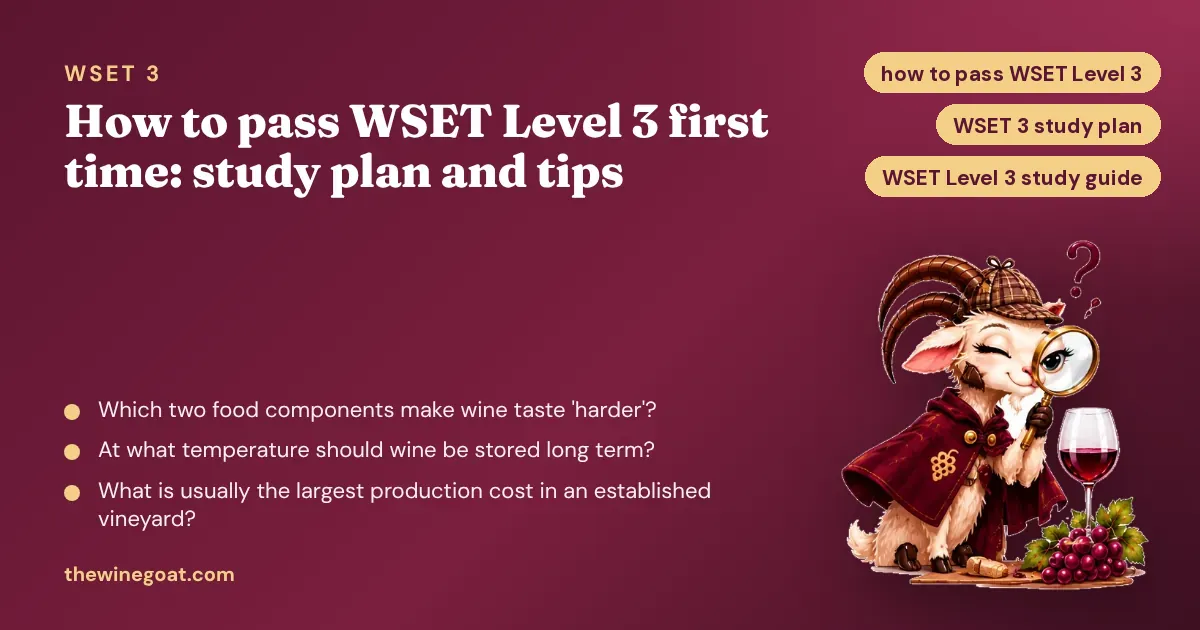 WSET 3
How to pass WSET Level 3 first
time: study plan and tips
how to pass WSET Level 3
WSET 3 study plan
WSET Level 3 study guide
?
Which two food components make wine taste 'harder'?
At what temperature should wine be stored long term?
What is usually the largest production cost in an established
vineyard?
thewinegoat.com